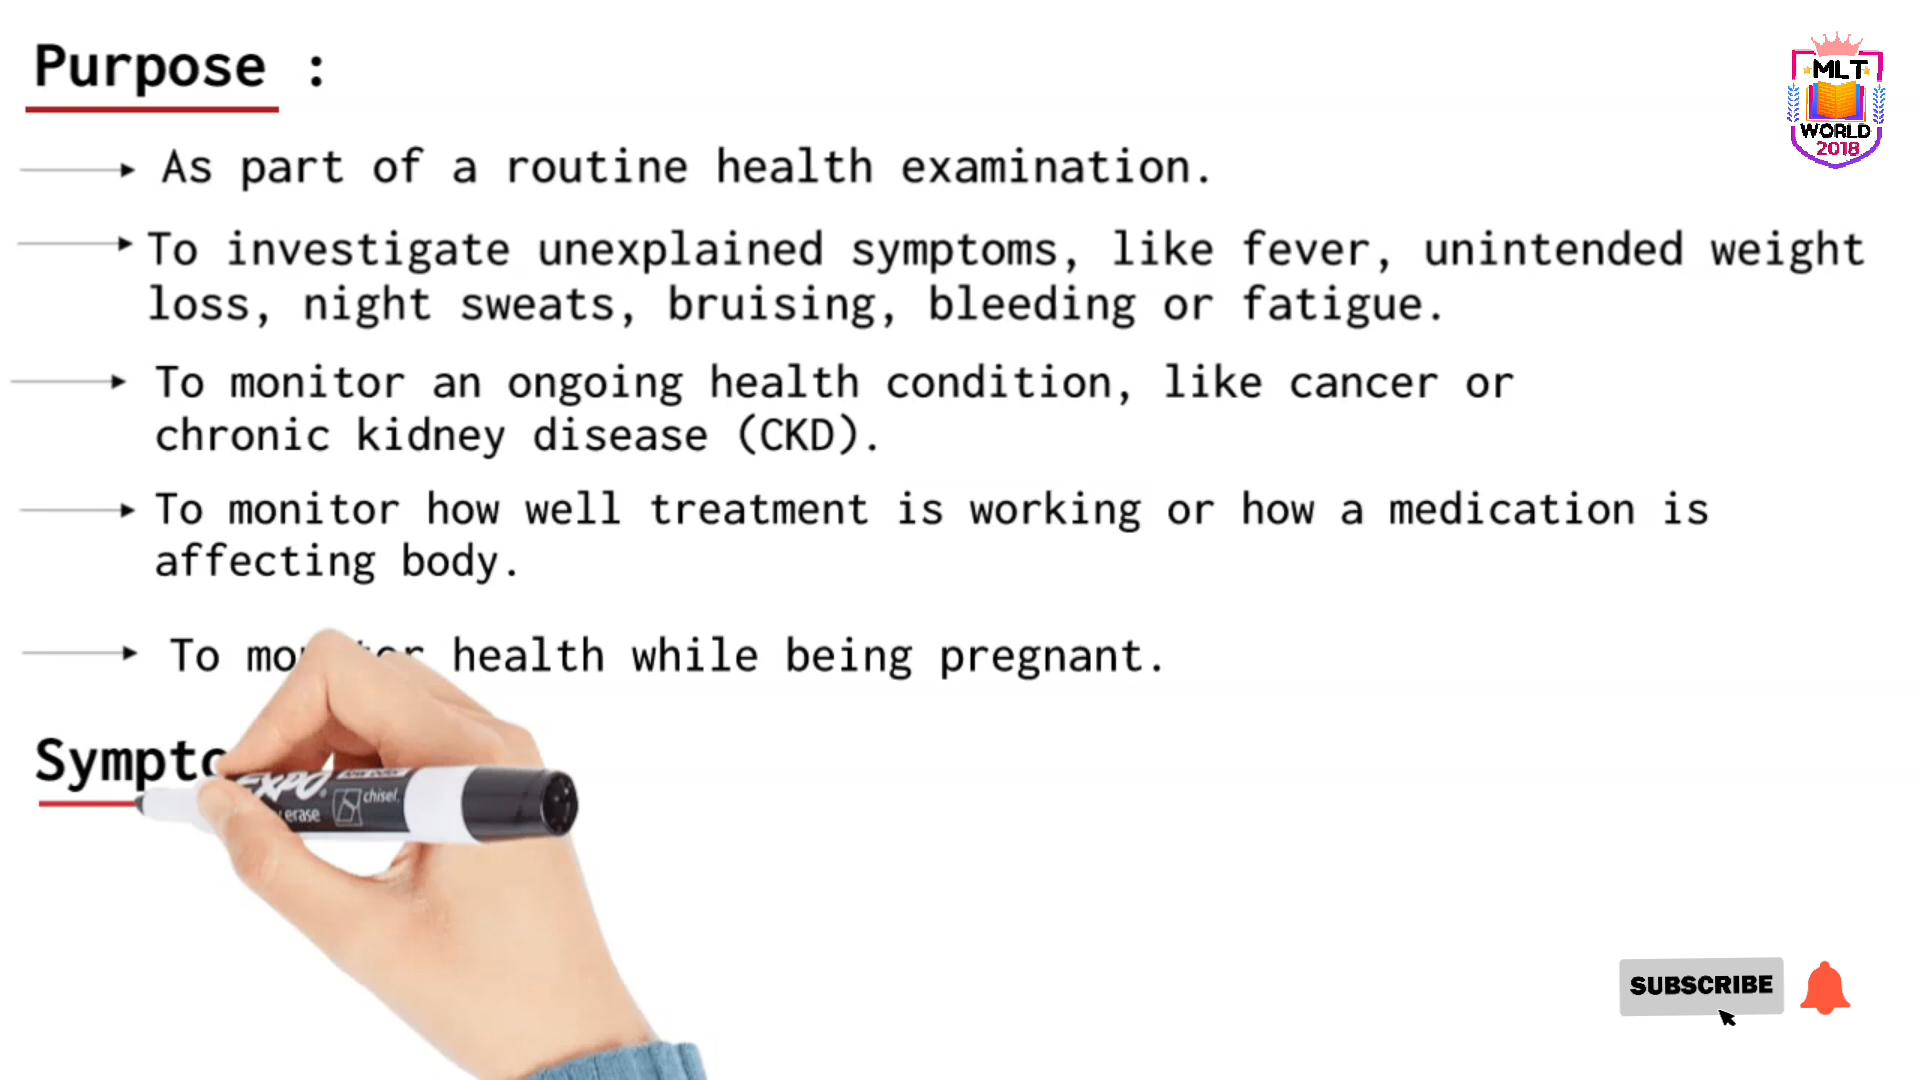 Purpose :
MLT
WORLD
2018
As part of a routine health examination.
To investigate unexplained symptoms, like fever, unintended weight
loss, night sweats, bruising, bleeding or fatigue.
To monitor an ongoing health condition, like cancer or
chronic kidney disease (CKD).
To monitor how well treatment is working or how a medication is
affecting body.
To health while being pregnant.
EXPO
chisel
erase
SUBSCRIBE